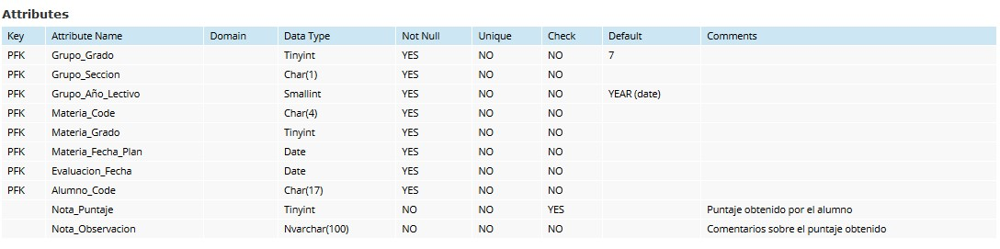 Attributes
Key Attribute Name Domain Data Type Not Null Unique Check Default Comments
PFK Grupo_Grado Tinyint YES NO NO 7
PFK Grupo_Seccion Char(1) YES NO NO
PFK Grupo_Año_Lectivo Smallint YES NO NO YEAR (date)
PFK Materia_Code Char(4) YES NO NO
PFK Materia_Grado Tinyint YES NO NO
PFK Materia_Fecha_Plan Date YES NO NO
PFK Evaluacion_Fecha Date YES NO NO
PFK Alumno_Code Char(17) YES NO NO
Nota_Puntaje Tinyint NO NO YES Puntaje obtenido por el alumno
Nota_Observacion Nvarchar(100) NO NO NO Comentarios sobre el puntaje obtenido